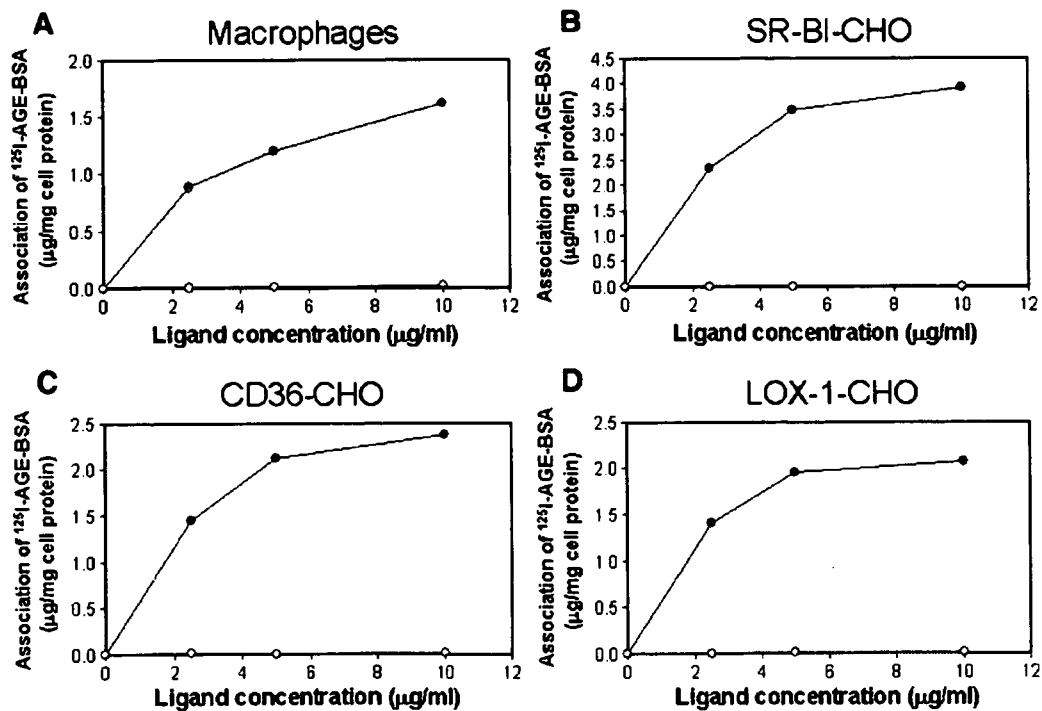 A
Macrophages
Association of ¹²⁵I-AGE-BSA
(μg/mg cell protein)
2.0
1.5
1.0
0.5
0.0
0 2 4 6 8 10 12
Ligand concentration (μg/ml)
B
SR-BI-CHO
Association of ¹²⁵I-AGE-BSA
(μg/mg cell protein)
4.5
4.0
3.5
3.0
2.5
2.0
1.5
1.0
0.5
0.0
0 2 4 6 8 10 12
Ligand concentration (μg/ml)
C
CD36-CHO
Association of ¹²⁵I-AGE-BSA
(μg/mg cell protein)
2.5
2.0
1.5
1.0
0.5
0.0
0 2 4 6 8 10 12
Ligand concentration (μg/ml)
D
LOX-1-CHO
Association of ¹²⁵I-AGE-BSA
(μg/mg cell protein)
2.5
2.0
1.5
1.0
0.5
0.0
0 2 4 6 8 10 12
Ligand concentration (μg/ml)